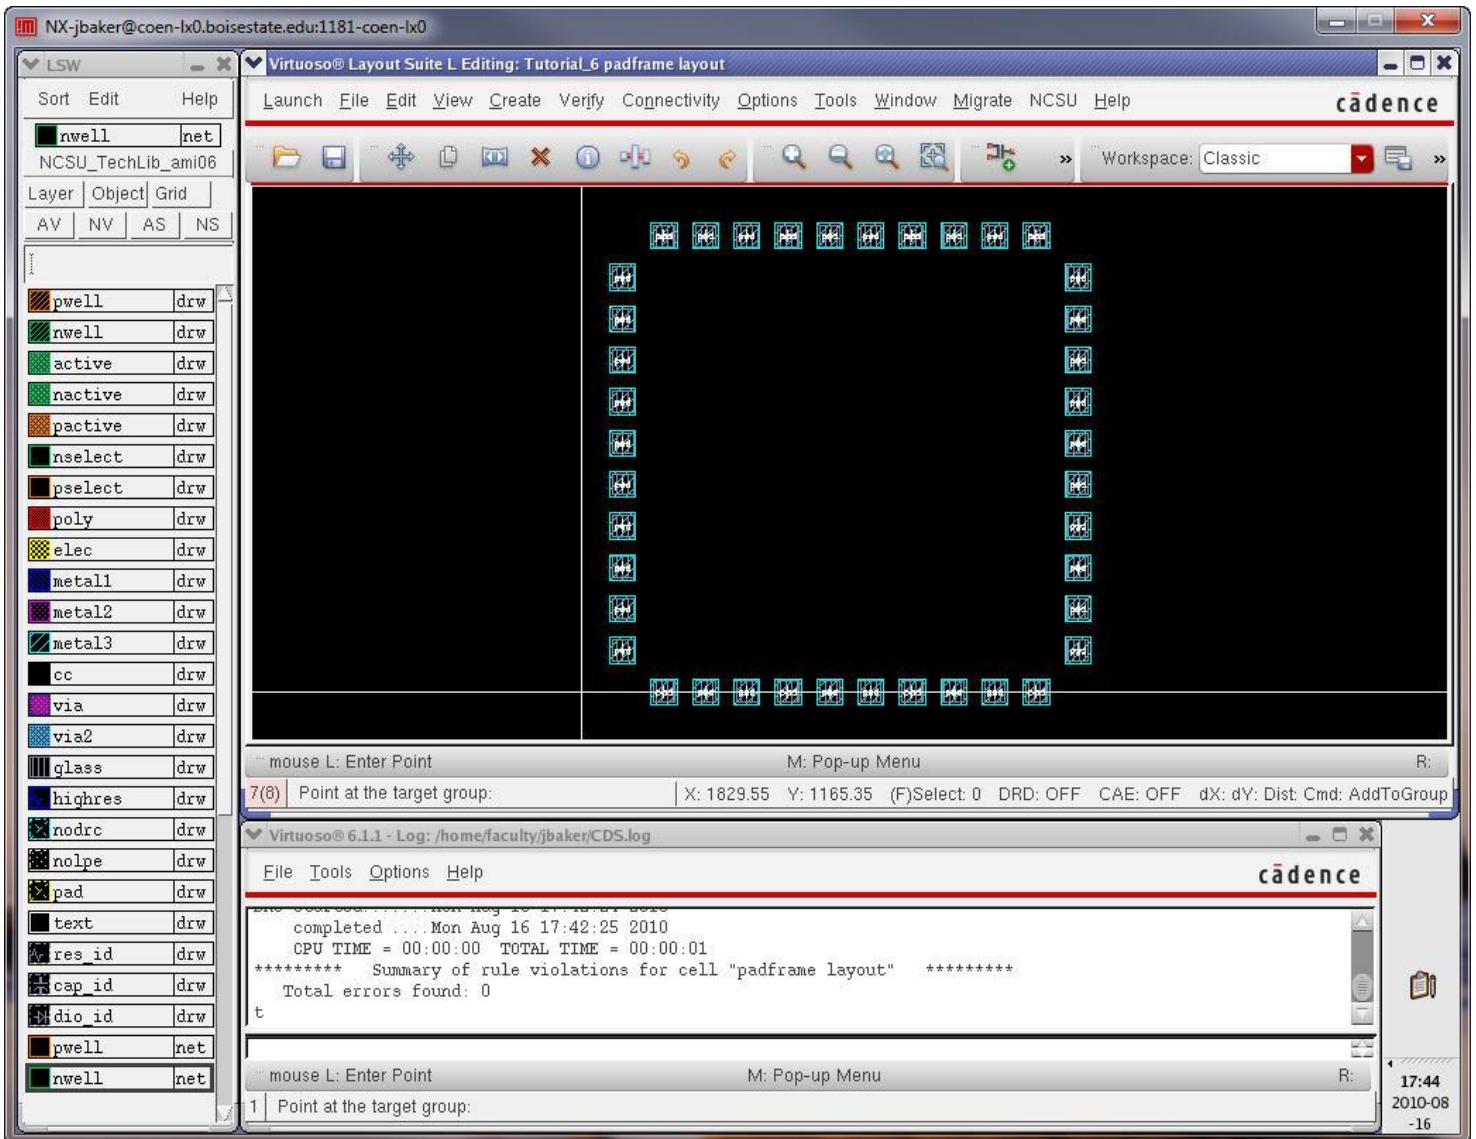 NX-jbaker@coen-lx0.boisestate.edu:1181-coen-lx0
LSW
Sort Edit Help
nwell net
NCSU_TechLib_ami06
Layer Object Grid
AV NV AS NS
pwell drw
nwell drw
active drw
nactive drw
pactive drw
nselect drw
pselect drw
poly drw
elec drw
metal1 drw
metal2 drw
metal3 drw
cc drw
via drw
via2 drw
glass drw
highres drw
nodrc drw
nolpe drw
pad drw
text drw
res_id drw
cap_id drw
dio_id drw
pwell net
nwell net
Virtuoso® Layout Suite L Editing: Tutorial_6 padframe layout
Launch File Edit View Create Verify Connectivity Options Tools Window Migrate NCSU Help
cādence
» Workspace: Classic »
mouse L: Enter Point M: Pop-up Menu R:
7(8) Point at the target group: X: 1829.55 Y: 1165.35 (F)Select: 0 DRD: OFF CAE: OFF dX: dY: Dist: Cmd: AddToGroup
Virtuoso® 6.1.1 - Log: /home/faculty/jbaker/CDS.log
File Tools Options Help
cādence
completed ....Mon Aug 16 17:42:25 2010
CPU TIME = 00:00:00 TOTAL TIME = 00:00:01
********* Summary of rule violations for cell "padframe layout" *********
Total errors found: 0
t
mouse L: Enter Point M: Pop-up Menu R:
1 Point at the target group:
17:44
2010-08
-16